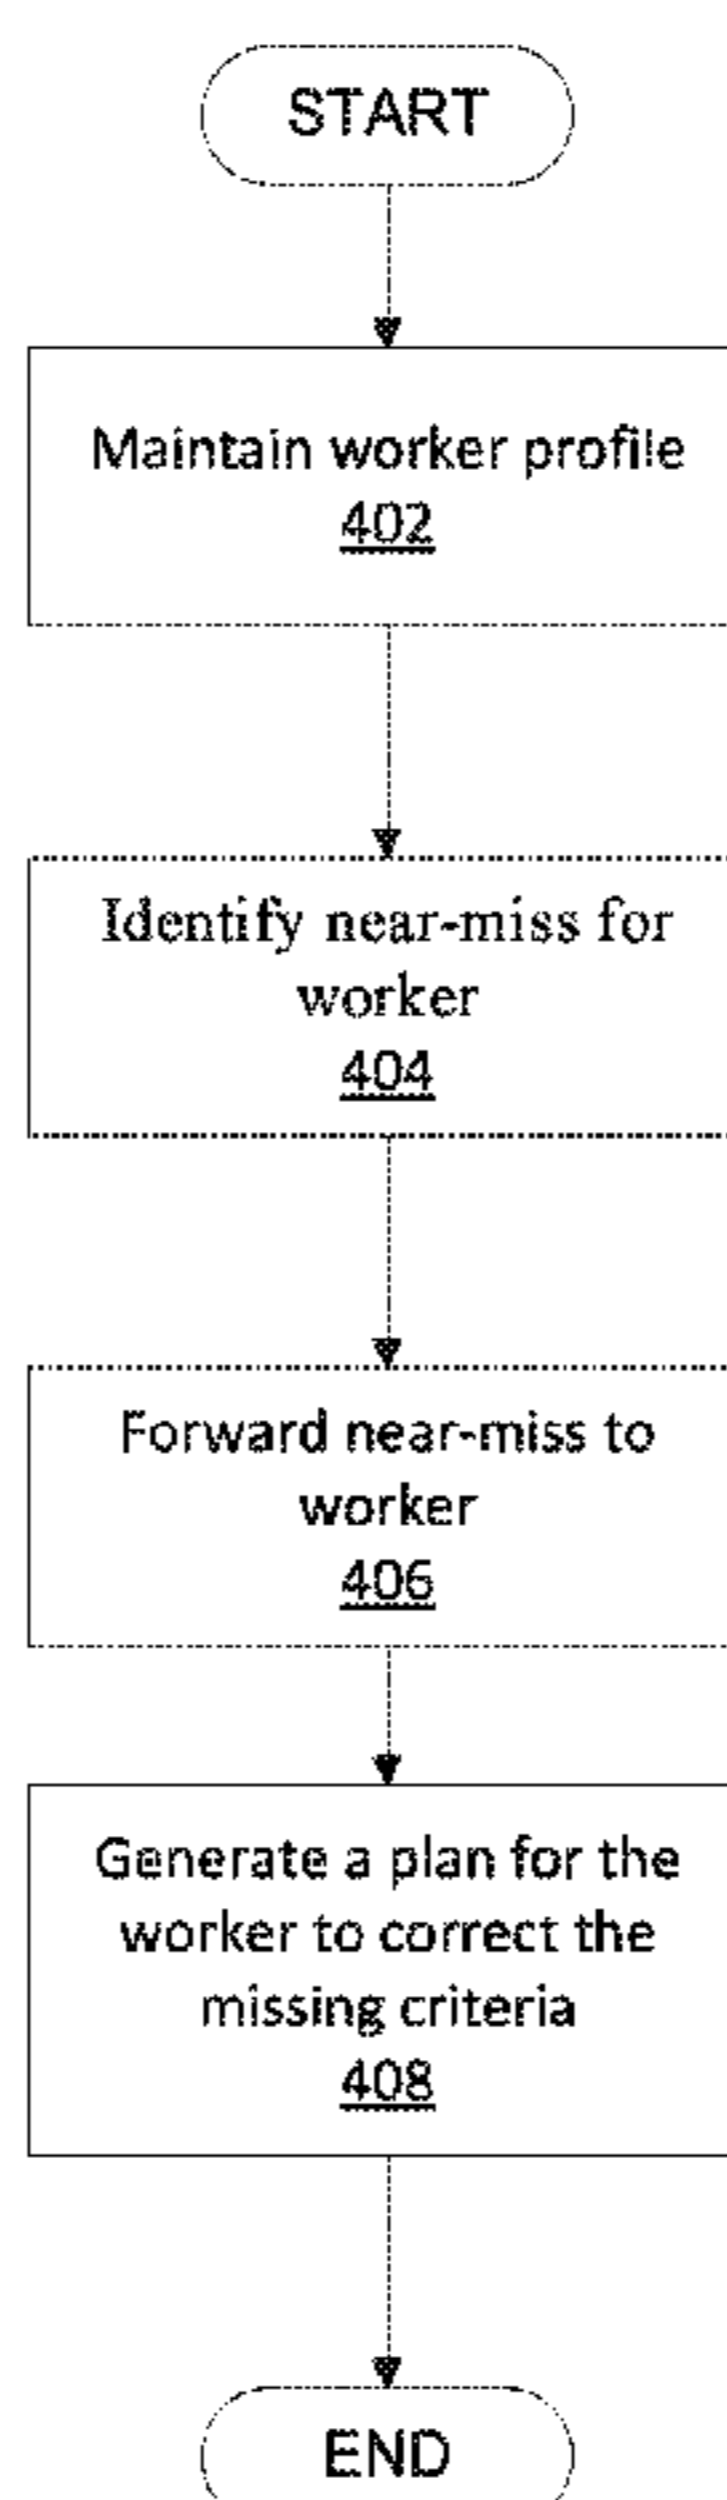 START
Maintain worker profile
402
Identify near-miss for
worker
404
Forward near-miss to
worker
406
Generate a plan for the
worker to correct the
missing criteria
408
END